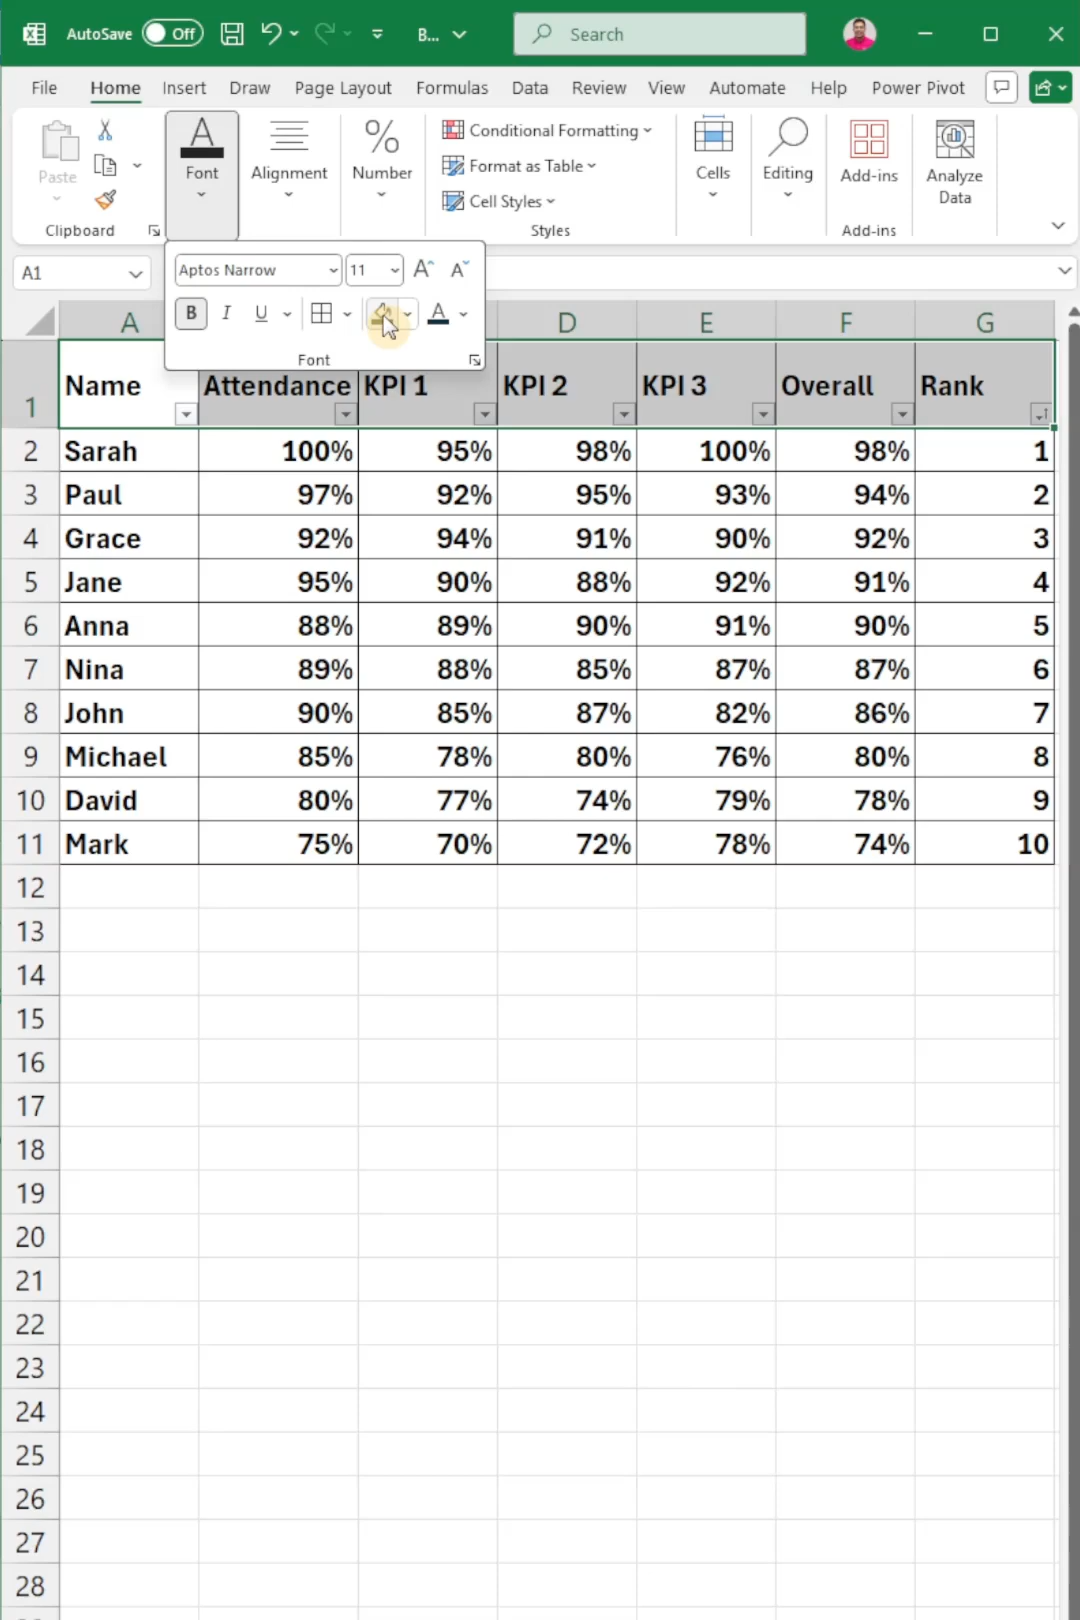 AutoSave Off B... Search
File Home Insert Draw Page Layout Formulas Data Review View Automate Help Power Pivot
Paste
Clipboard
Font
Alignment
Number
Conditional Formatting
Format as Table
Cell Styles
Styles
Cells
Editing
Add-ins
Add-ins
Analyze
Data
A1
Aptos Narrow 11 A A
B I U A
Font
A D E F G
1 Name Attendance KPI 1 KPI 2 KPI 3 Overall Rank
2 Sarah 100% 95% 98% 100% 98% 1
3 Paul 97% 92% 95% 93% 94% 2
4 Grace 92% 94% 91% 90% 92% 3
5 Jane 95% 90% 88% 92% 91% 4
6 Anna 88% 89% 90% 91% 90% 5
7 Nina 89% 88% 85% 87% 87% 6
8 John 90% 85% 87% 82% 86% 7
9 Michael 85% 78% 80% 76% 80% 8
10 David 80% 77% 74% 79% 78% 9
11 Mark 75% 70% 72% 78% 74% 10
12
13
14
15
16
17
18
19
20
21
22
23
24
25
26
27
28